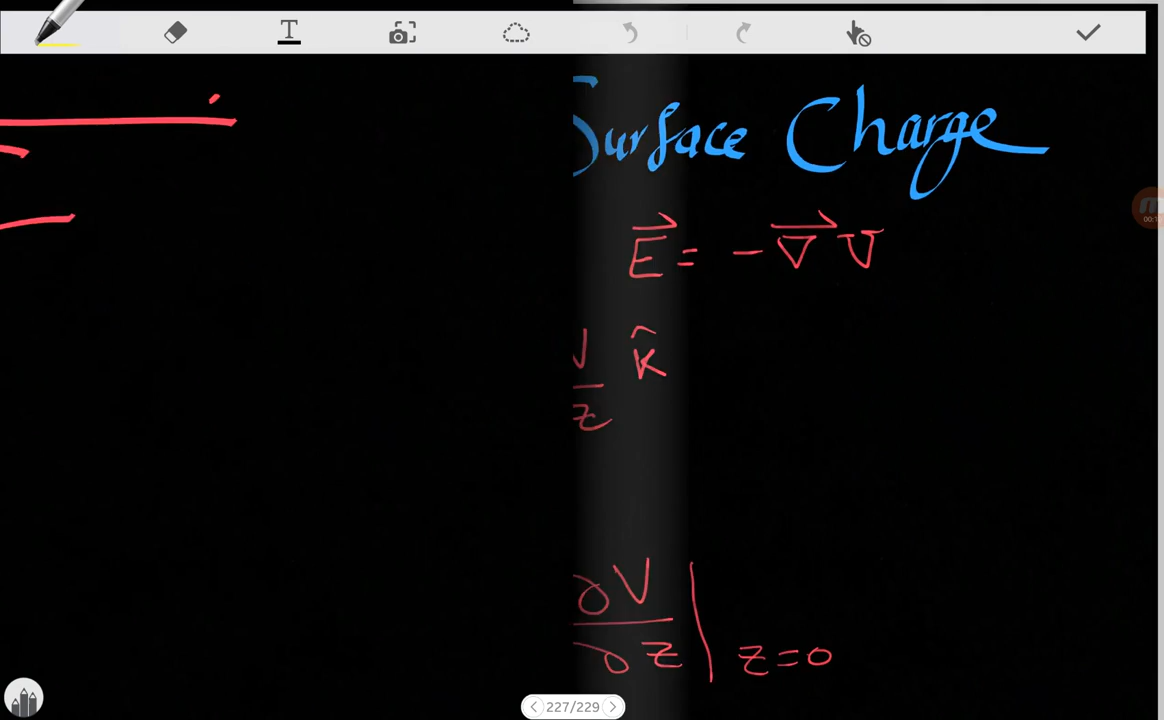 T
Surface Charge
E⃗ = - ∇⃗ V
V/z k̂
∂V/∂z | z=0
227/229